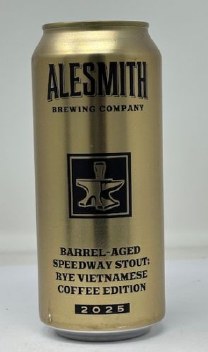 ALESMITH
BREWING COMPANY
BARREL-AGED
SPEEDWAY STOUT:
RYE VIETNAMESE
COFFEE EDITION
2025